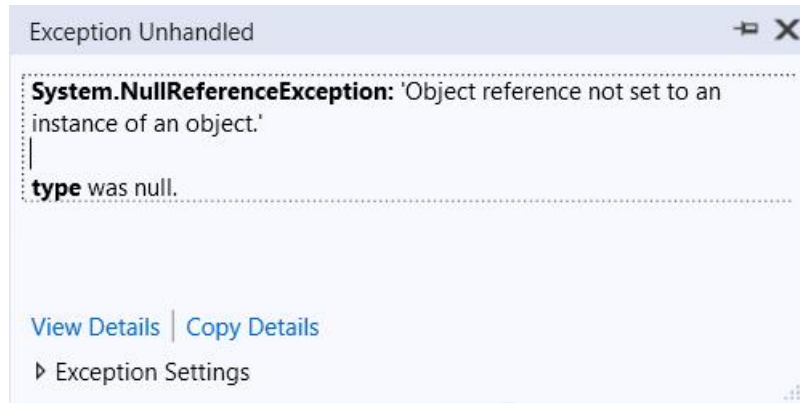 Exception Unhandled
System.NullReferenceException: 'Object reference not set to an
instance of an object.'
type was null.
View Details | Copy Details
Exception Settings